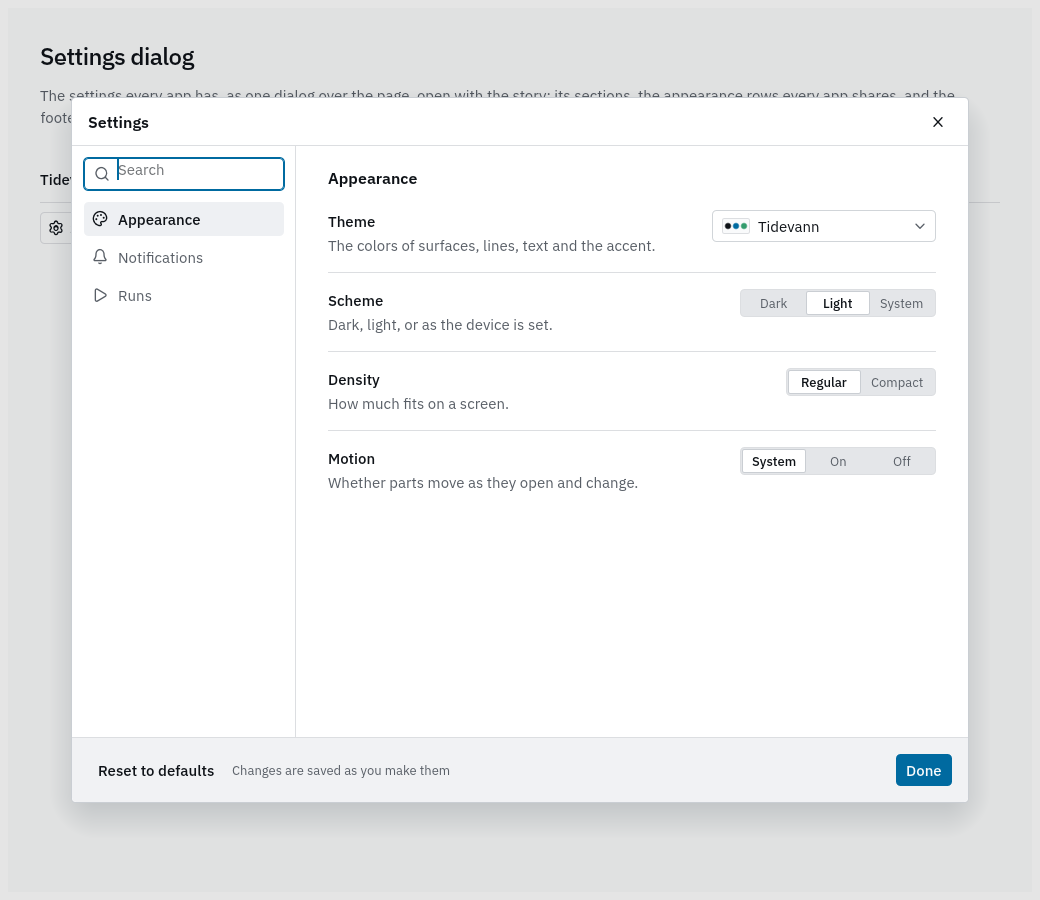 Settings dialog
The settings every app has, as one dialog over the page, open with the story: its sections, the appearance rows every app shares, and the
Settings
Search
Appearance
Notifications
Runs
Appearance
Theme
The colors of surfaces, lines, text and the accent.
Tidevann
Scheme
Dark, light, or as the device is set.
Dark Light System
Density
How much fits on a screen.
Regular Compact
Motion
Whether parts move as they open and change.
System On Off
Reset to defaults
Changes are saved as you make them
Done